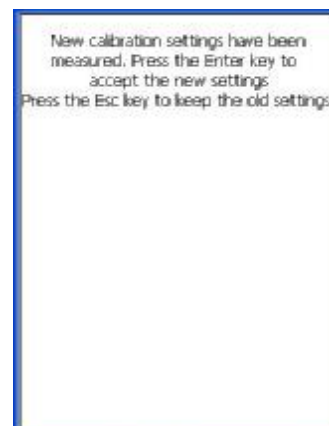 New calibration settings have been
measured. Press the Enter key to
accept the new settings
Press the Esc key to keep the old settings